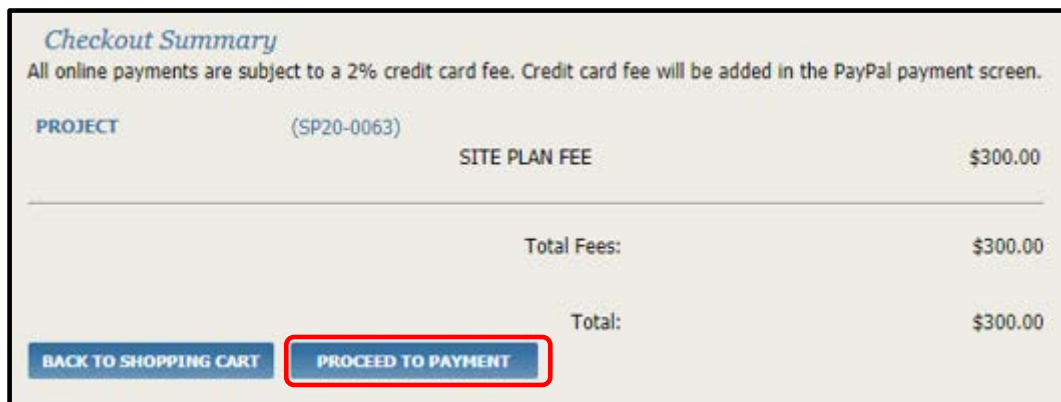 Checkout Summary
All online payments are subject to a 2% credit card fee. Credit card fee will be added in the PayPal payment screen.
PROJECT (SP20-0063)
SITE PLAN FEE $300.00
Total Fees: $300.00
Total: $300.00
BACK TO SHOPPING CART PROCEED TO PAYMENT